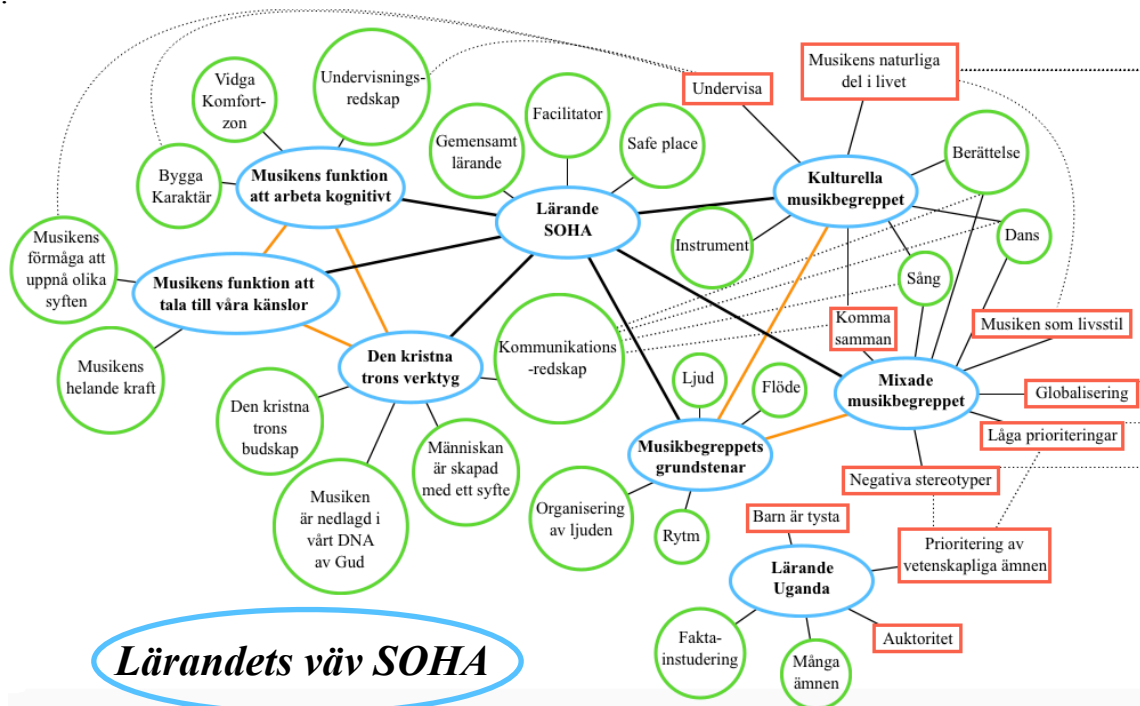 Vidga
Komfort-
zon
Undervisnings-
redskap
Bygga
Karaktär
Musikens funktion
att arbeta kognitivt
Gemensamt
lärande
Facilitator
Safe place
Lärande
SOHA
Undervisa
Musikens naturliga
del i livet
Berättelse
Kulturella
musikbegreppet
Instrument
Dans
Sång
Musikens
förmåga att
uppnå olika
syften
Musikens funktion att
tala till våra känslor
Musikens
helande kraft
Den kristna
trons verktyg
Kommunikations
-redskap
Komma
samman
Musiken som livsstil
Mixade
musikbegreppet
Globalisering
Låga prioriteringar
Negativa stereotyper
Ljud
Flöde
Musikbegreppets
grundstenar
Organisering
av ljuden
Rytm
Den kristna
trons
budskap
Människan
är skapad
med ett syfte
Musiken
är nedlagd i
vårt DNA
av Gud
Barn är tysta
Prioritering av
vetenskapliga ämnen
Lärande
Uganda
Auktoritet
Fakta-
instudering
Många
ämnen
Lärandets väv SOHA